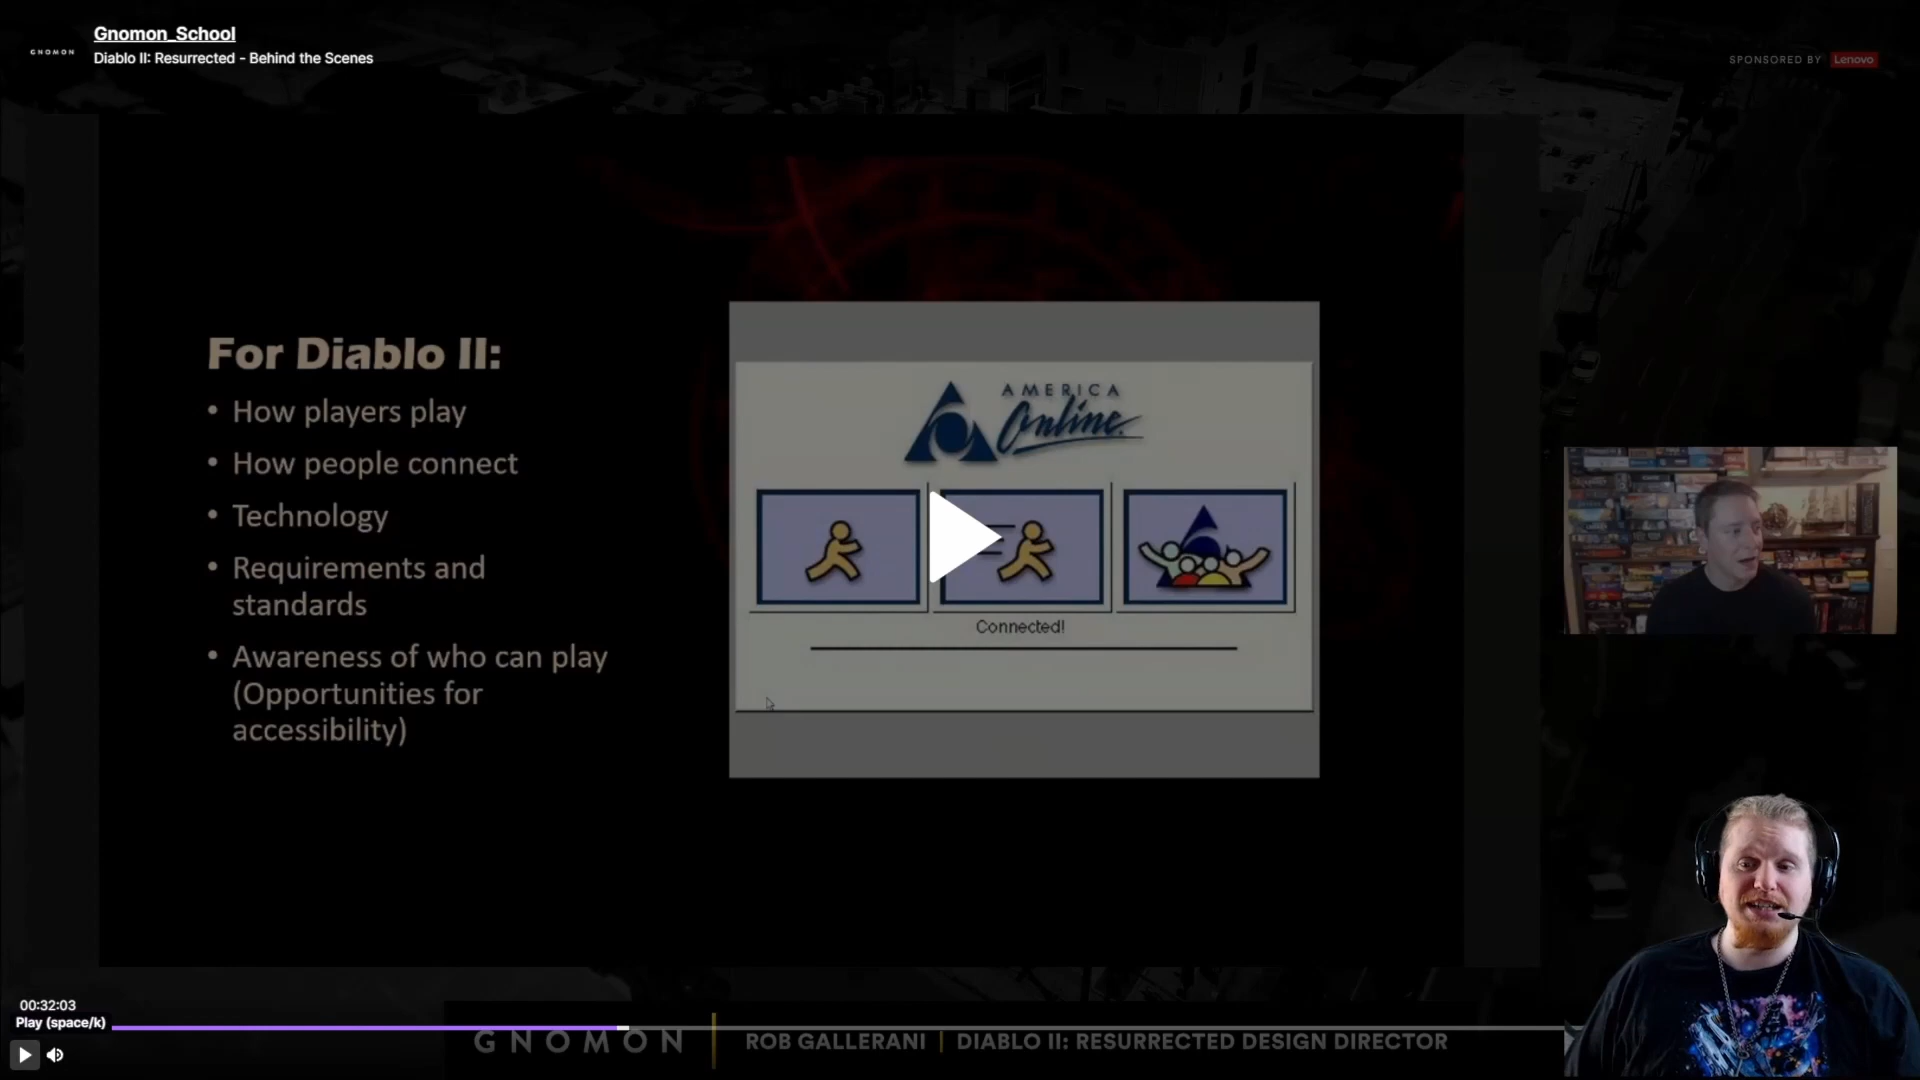 GNOMON
Gnomon_School
Diablo II: Resurrected - Behind the Scenes
SPONSORED BY Lenovo
For Diablo II:
• How players play
• How people connect
• Technology
• Requirements and
standards
• Awareness of who can play
(Opportunities for
accessibility)
AMERICA
Online
Connected!
00:32:03
Play (space/k)
GNOMON
ROB GALLERANI | DIABLO II: RESURRECTED DESIGN DIRECTOR